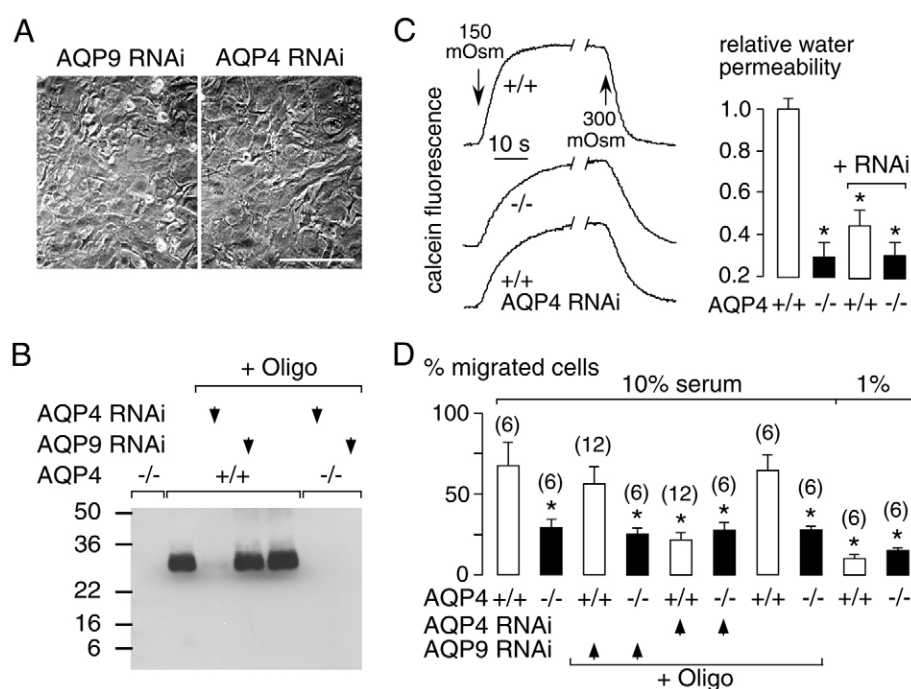 A
AQP9 RNAi AQP4 RNAi
B
+ Oligo
AQP4 RNAi
AQP9 RNAi
AQP4 -/- +/+ -/-
50
36
22
16
6
C
calcein fluorescence
150
mOsm
+/+
300
mOsm
10 s
-/-
+/+
AQP4 RNAi
relative water
permeability
1.0
0.8
0.6
0.4
0.2
+ RNAi
* * *
AQP4 +/+ -/- +/+ -/-
D
% migrated cells
10% serum 1%
100
50
0
(6) (6) (12) (6) (12) (6) (6) (6) (6) (6)
* * * * * * *
AQP4 +/+ -/- +/+ -/- +/+ -/- +/+ -/- +/+ -/-
AQP4 RNAi
AQP9 RNAi
+ Oligo